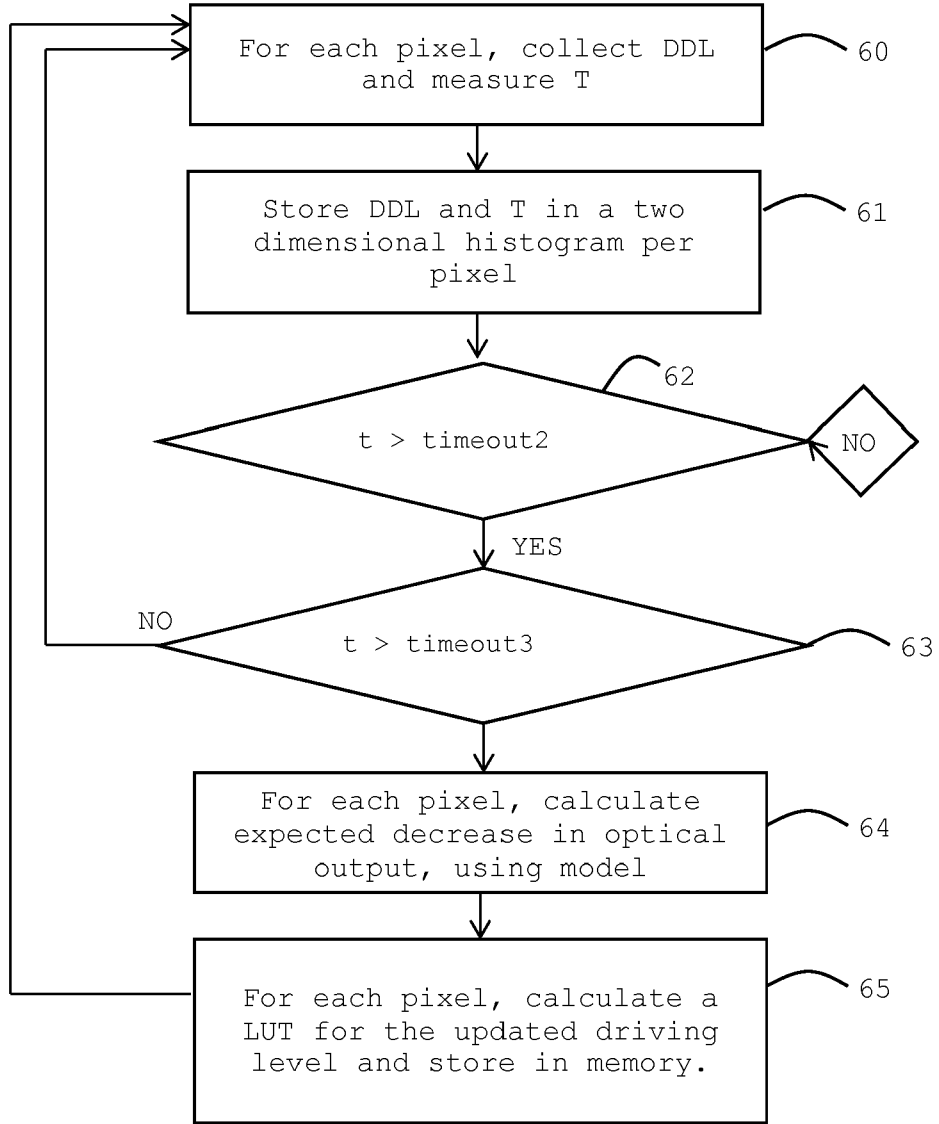 For each pixel, collect DDL
and measure T
60
Store DDL and T in a two
dimensional histogram per
pixel
61
62
t > timeout2
NO
YES
NO
t > timeout3
63
For each pixel, calculate
expected decrease in optical
output, using model
64
For each pixel, calculate a
LUT for the updated driving
level and store in memory.
65